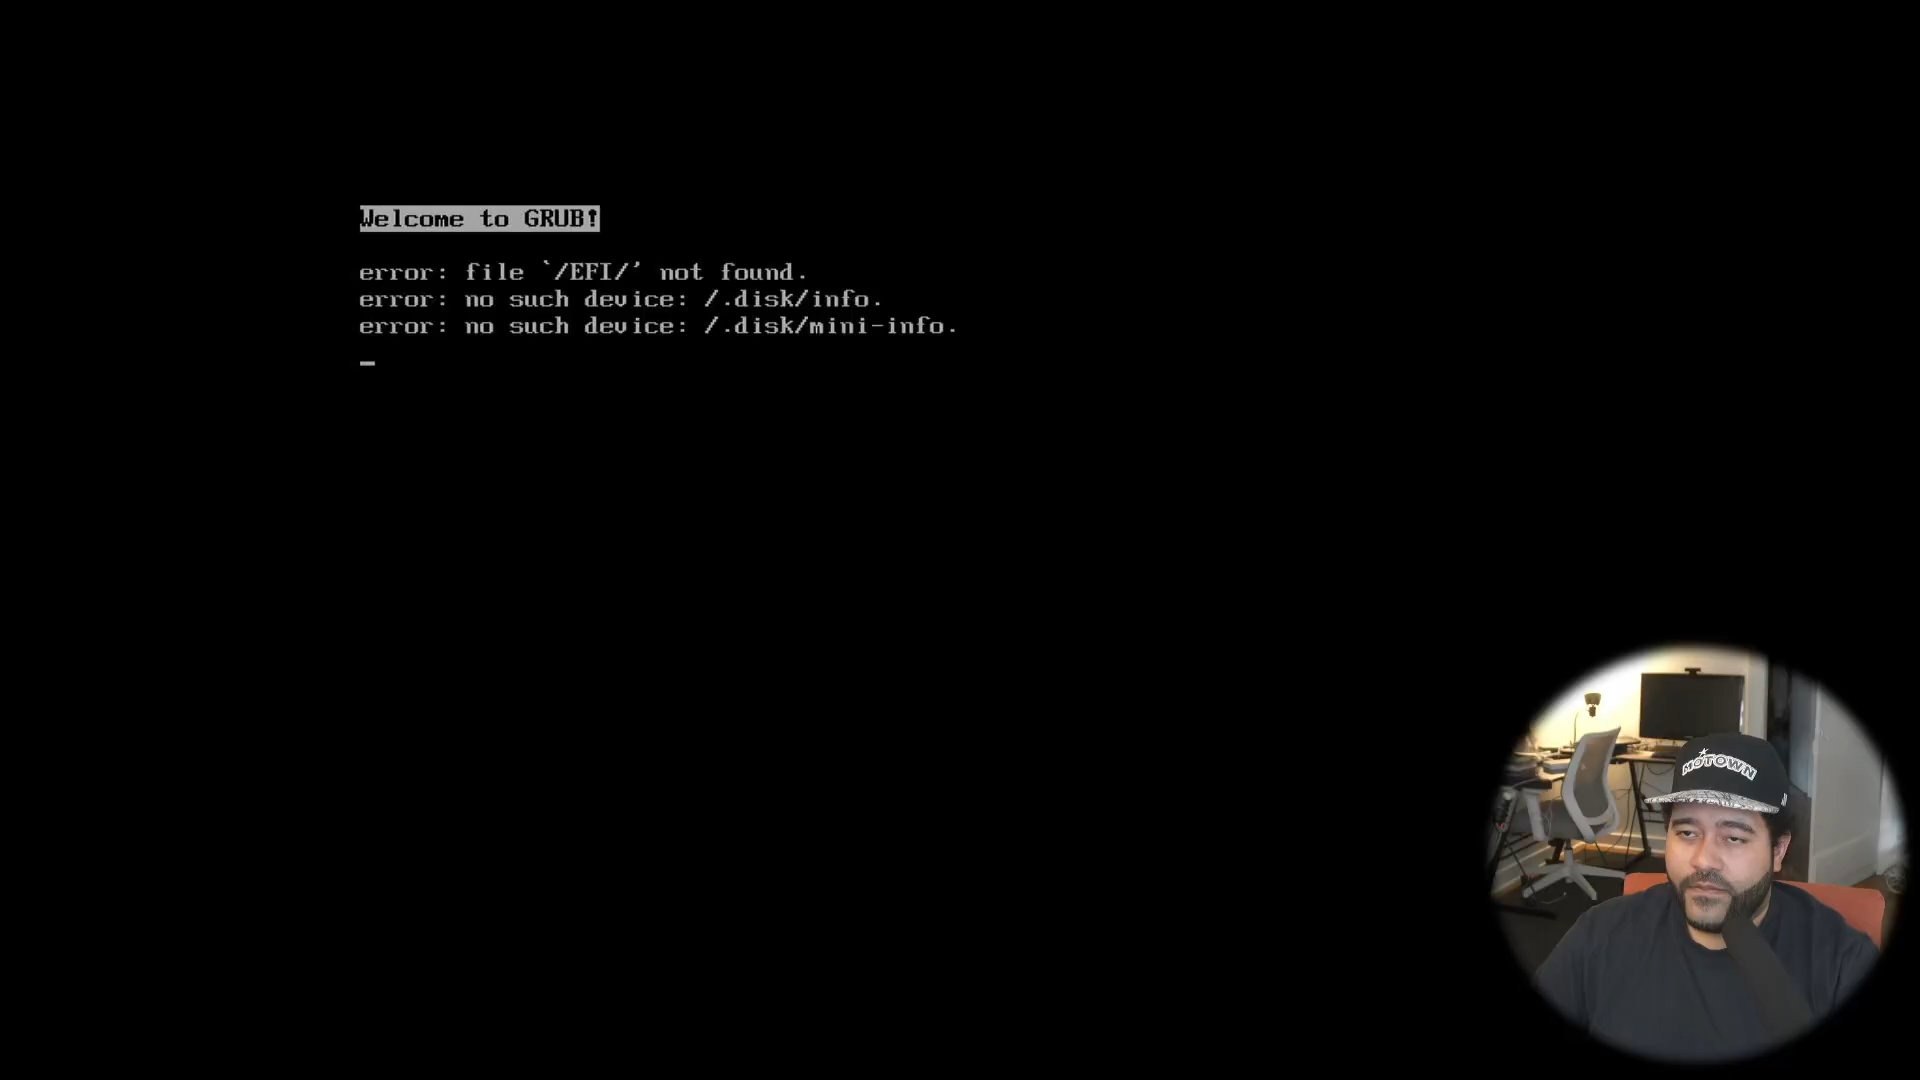 Welcome to GRUB!
error: file `/EFI/' not found.
error: no such device: /.disk/info.
error: no such device: /.disk/mini-info.
MOTOWN